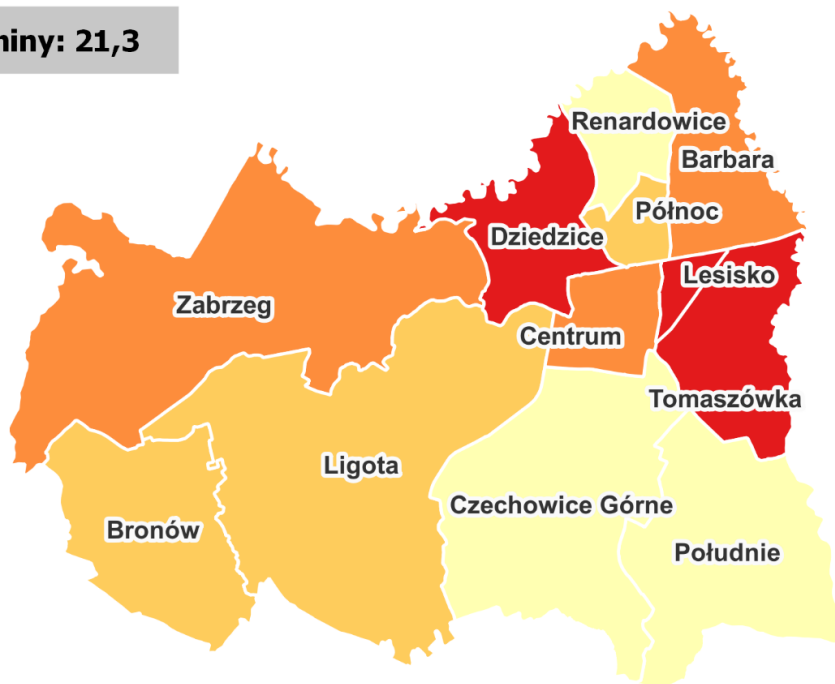 miny: 21,3
Renardowice
Barbara
Północ
Dziedzice
Lesisko
Zabrzeg
Centrum
Tomaszówka
Ligota
Czechowice Górne
Bronów
Południe